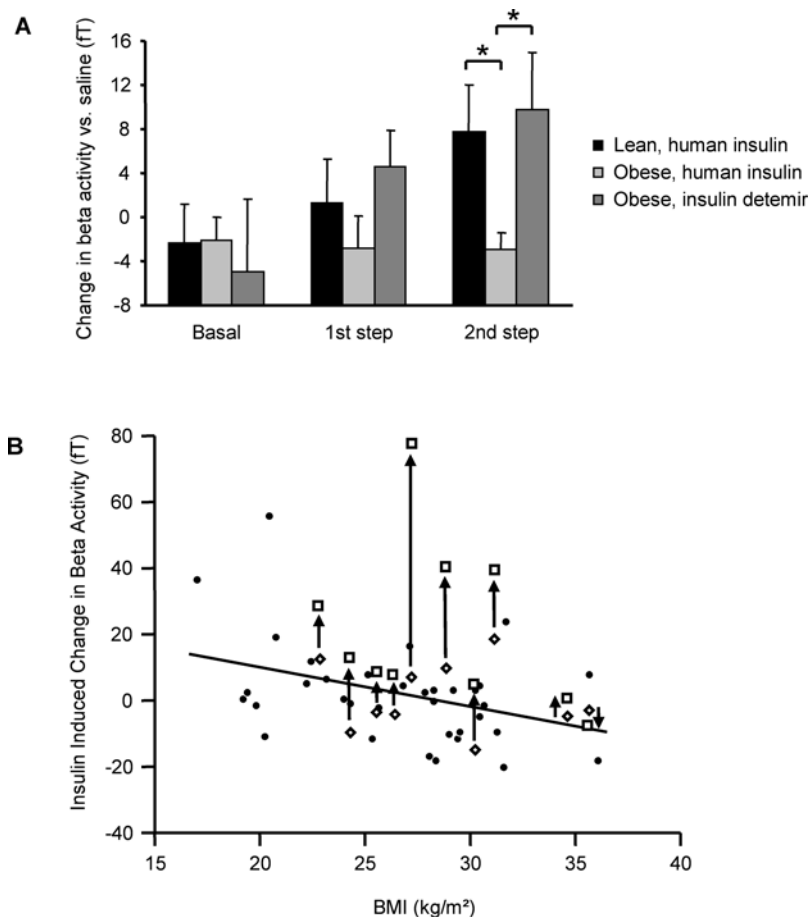 A
Change in beta activity vs. saline (fT)
16
12
8
4
0
-4
-8
* *
Basal 1st step 2nd step
Lean, human insulin
Obese, human insulin
Obese, insulin detemir
B
Insulin Induced Change in Beta Activity (fT)
80
60
40
20
0
-20
-40
15 20 25 30 35 40
BMI (kg/m²)